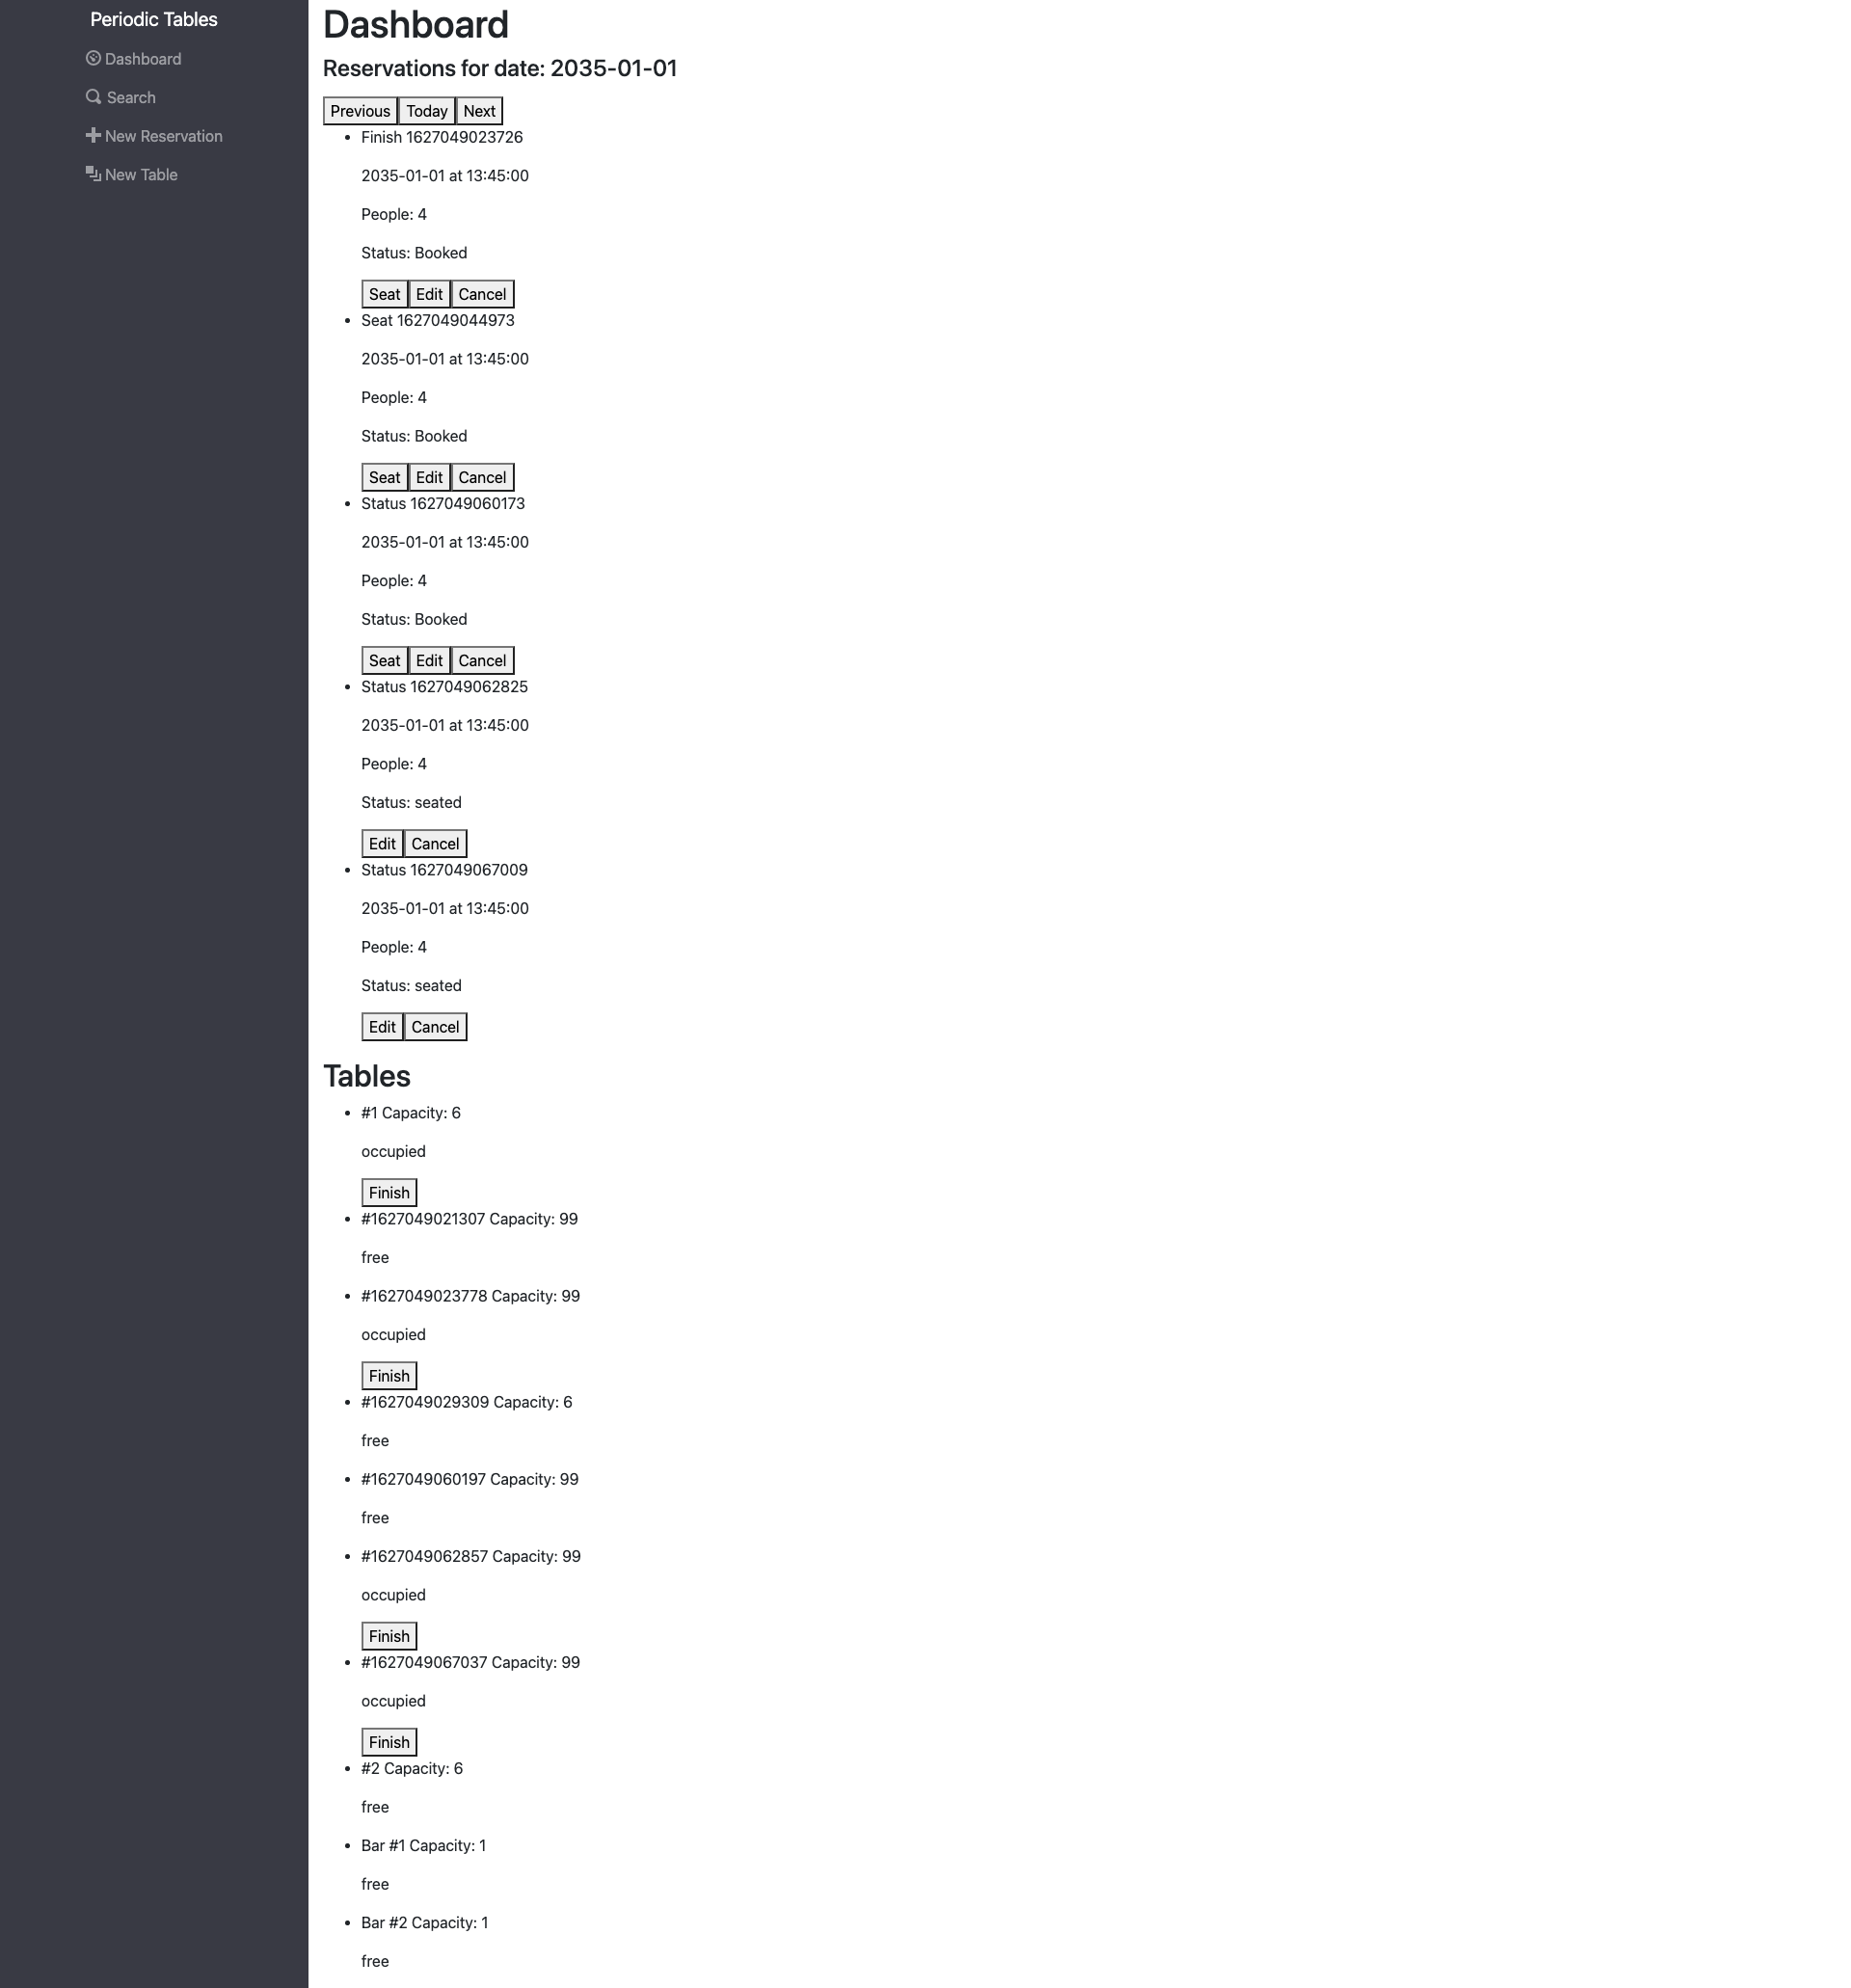 Periodic Tables
Dashboard
Search
New Reservation
New Table
Dashboard
Reservations for date: 2035-01-01
Previous Today Next
Finish 1627049023726
2035-01-01 at 13:45:00
People: 4
Status: Booked
Seat Edit Cancel
Seat 1627049044973
2035-01-01 at 13:45:00
People: 4
Status: Booked
Seat Edit Cancel
Status 1627049060173
2035-01-01 at 13:45:00
People: 4
Status: Booked
Seat Edit Cancel
Status 1627049062825
2035-01-01 at 13:45:00
People: 4
Status: seated
Edit Cancel
Status 1627049067009
2035-01-01 at 13:45:00
People: 4
Status: seated
Edit Cancel
Tables
#1 Capacity: 6
occupied
Finish
#1627049021307 Capacity: 99
free
#1627049023778 Capacity: 99
occupied
Finish
#1627049029309 Capacity: 6
free
#1627049060197 Capacity: 99
free
#1627049062857 Capacity: 99
occupied
Finish
#1627049067037 Capacity: 99
occupied
Finish
#2 Capacity: 6
free
Bar #1 Capacity: 1
free
Bar #2 Capacity: 1
free